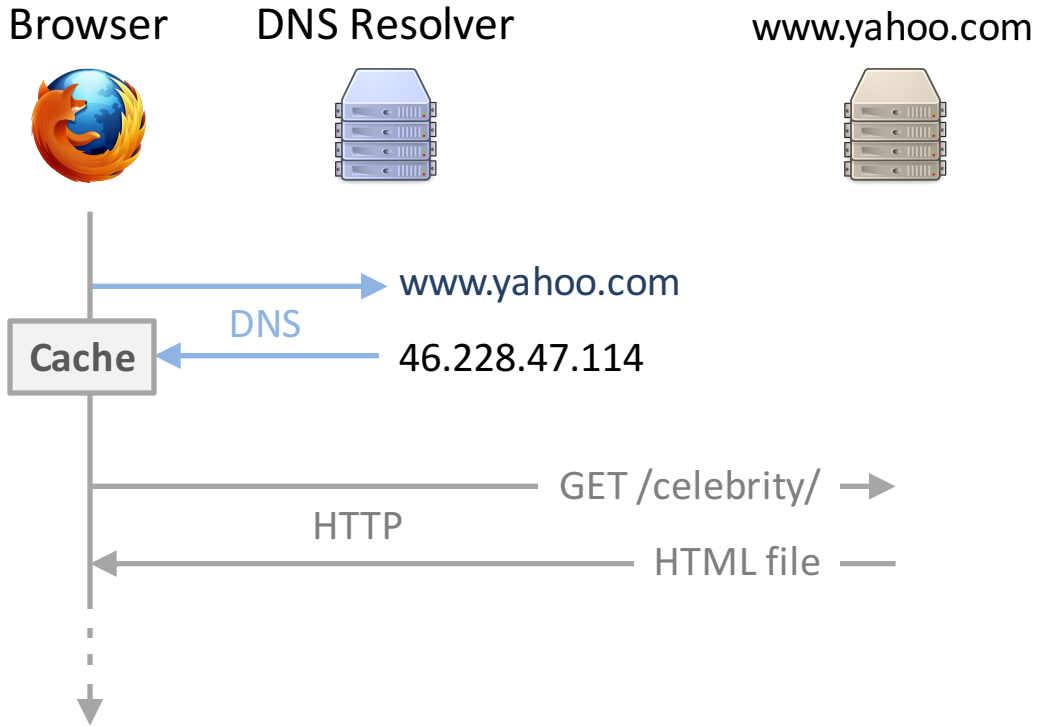 Browser
DNS Resolver
www.yahoo.com
www.yahoo.com
DNS
Cache
46.228.47.114
GET /celebrity/
HTTP
HTML file